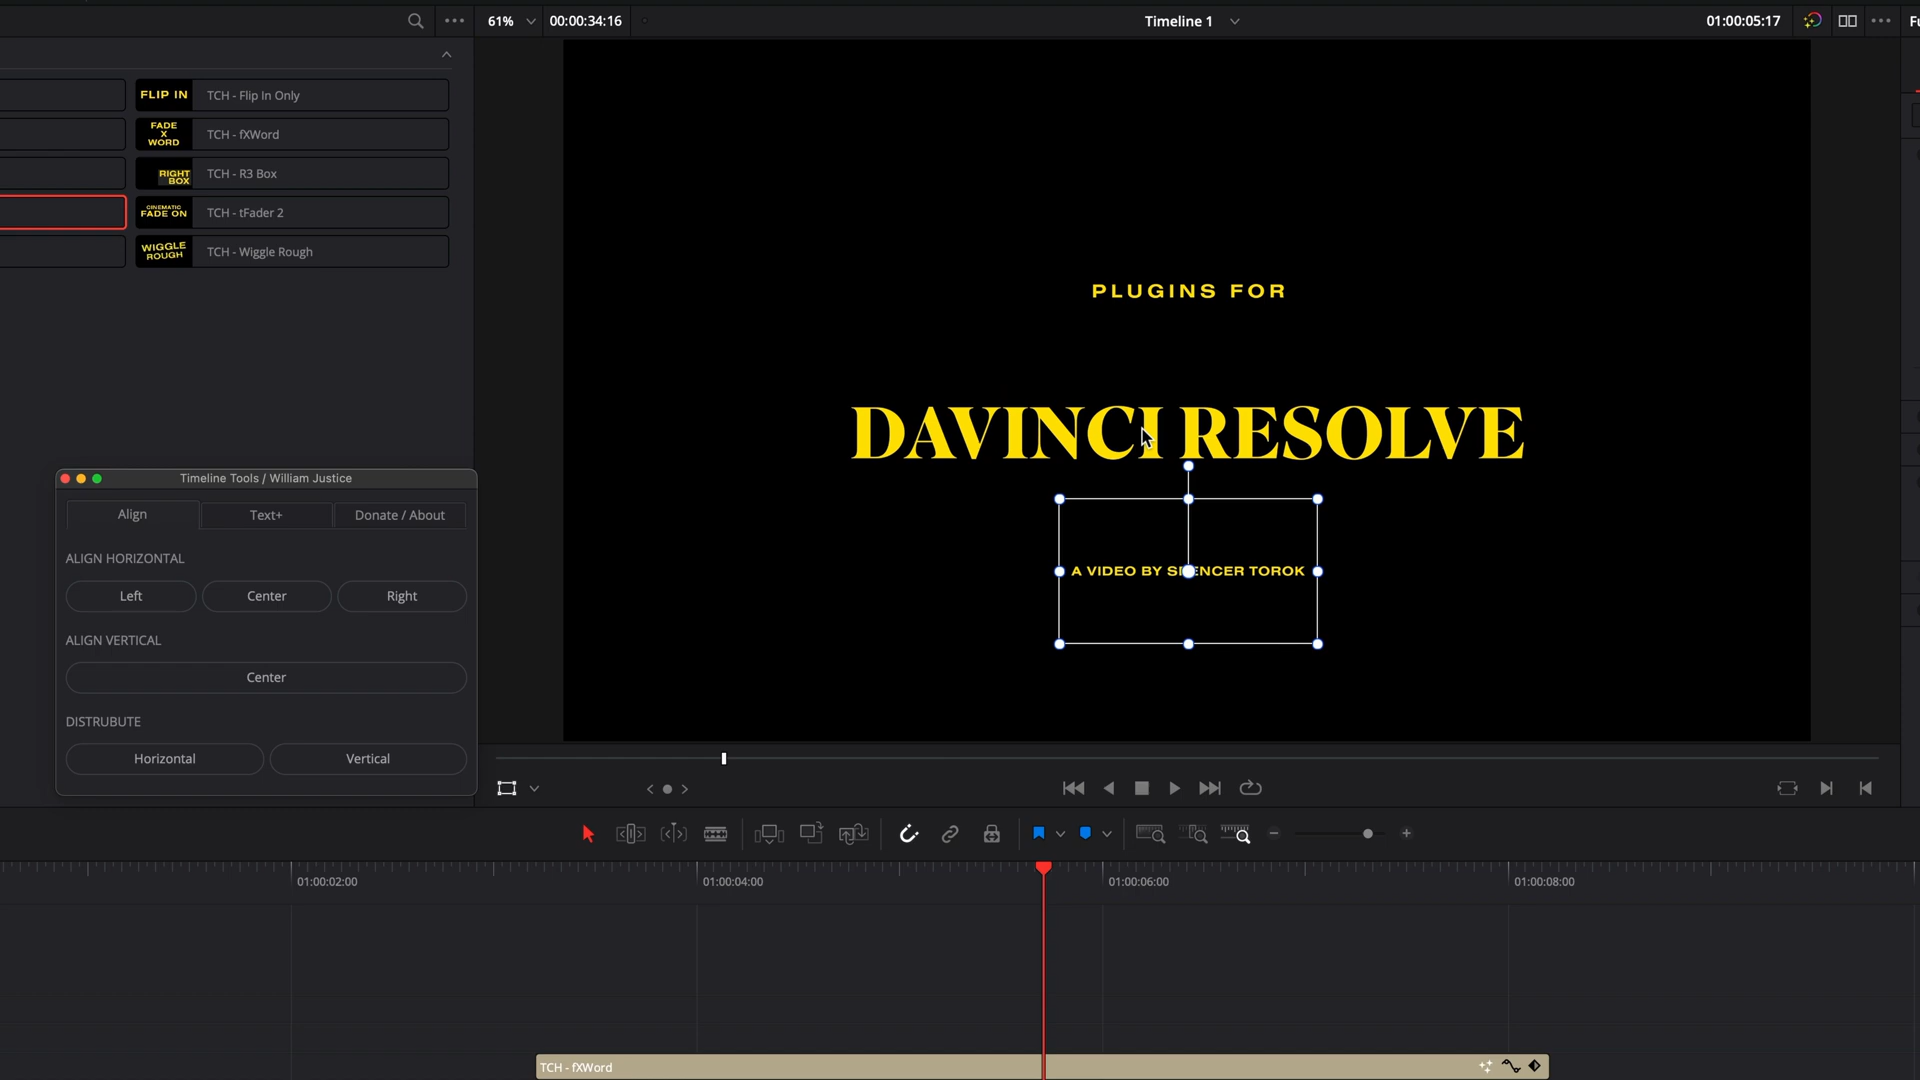 61%
00:00:34:16
Timeline 1
01:00:05:17
Fu
FLIP IN
TCH - Flip In Only
FADE
X
WORD
TCH - fXWord
RIGHT
BOX
TCH - R3 Box
CINEMATIC
FADE ON
TCH - tFader 2
WIGGLE
ROUGH
TCH - Wiggle Rough
PLUGINS FOR
DAVINCI RESOLVE
A VIDEO BY SPENCER TOROK
Timeline Tools / William Justice
Align
Text+
Donate / About
ALIGN HORIZONTAL
Left
Center
Right
ALIGN VERTICAL
Center
DISTRUBUTE
Horizontal
Vertical
01:00:02:00
01:00:04:00
01:00:06:00
01:00:08:00
TCH - fXWord